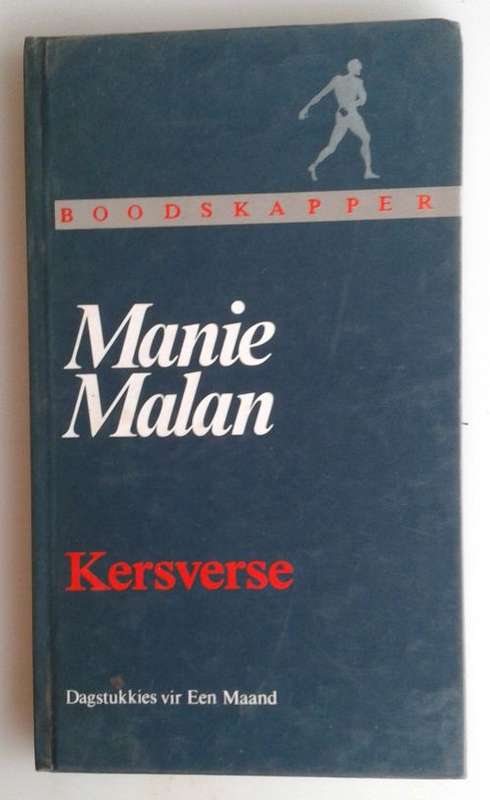 BOODSKAPPER
Manie
Malan
Kersverse
Dagstukkies vir Een Maand